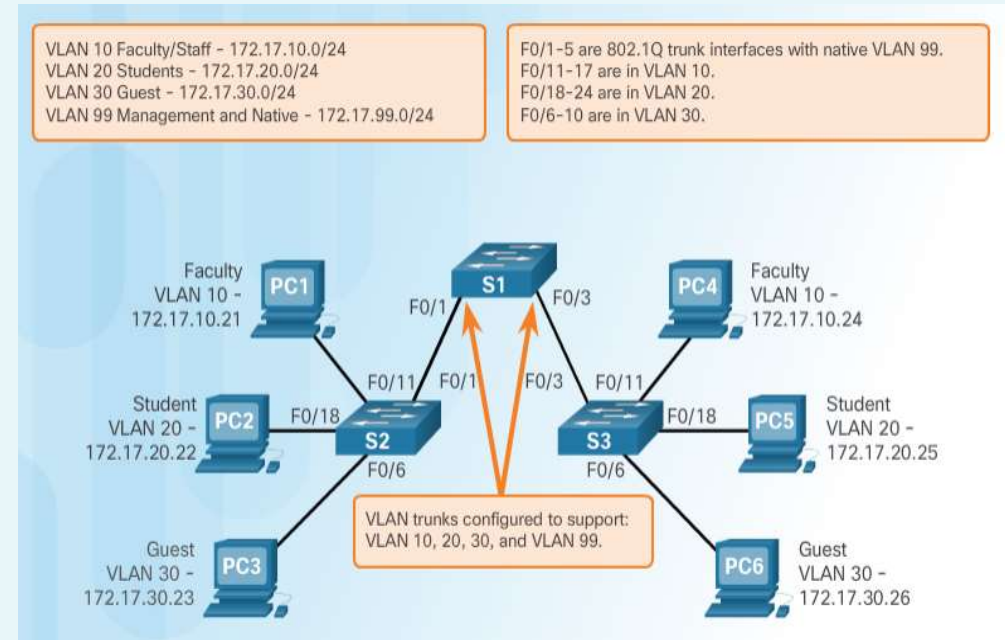 VLAN 10 Faculty/Staff - 172.17.10.0/24
VLAN 20 Students - 172.17.20.0/24
VLAN 30 Guest - 172.17.30.0/24
VLAN 99 Management and Native - 172.17.99.0/24
F0/1-5 are 802.1Q trunk interfaces with native VLAN 99.
F0/11-17 are in VLAN 10.
F0/18-24 are in VLAN 20.
F0/6-10 are in VLAN 30.
Faculty
VLAN 10 -
172.17.10.21
PC1
S1
F0/1
F0/3
PC4
Faculty
VLAN 10 -
172.17.10.24
F0/11
F0/1
F0/3
F0/11
Student
VLAN 20 -
172.17.20.22
PC2
F0/18
S2
F0/6
S3
F0/6
F0/18
PC5
Student
VLAN 20 -
172.17.20.25
VLAN trunks configured to support:
VLAN 10, 20, 30, and VLAN 99.
Guest
VLAN 30 -
172.17.30.23
PC3
PC6
Guest
VLAN 30 -
172.17.30.26